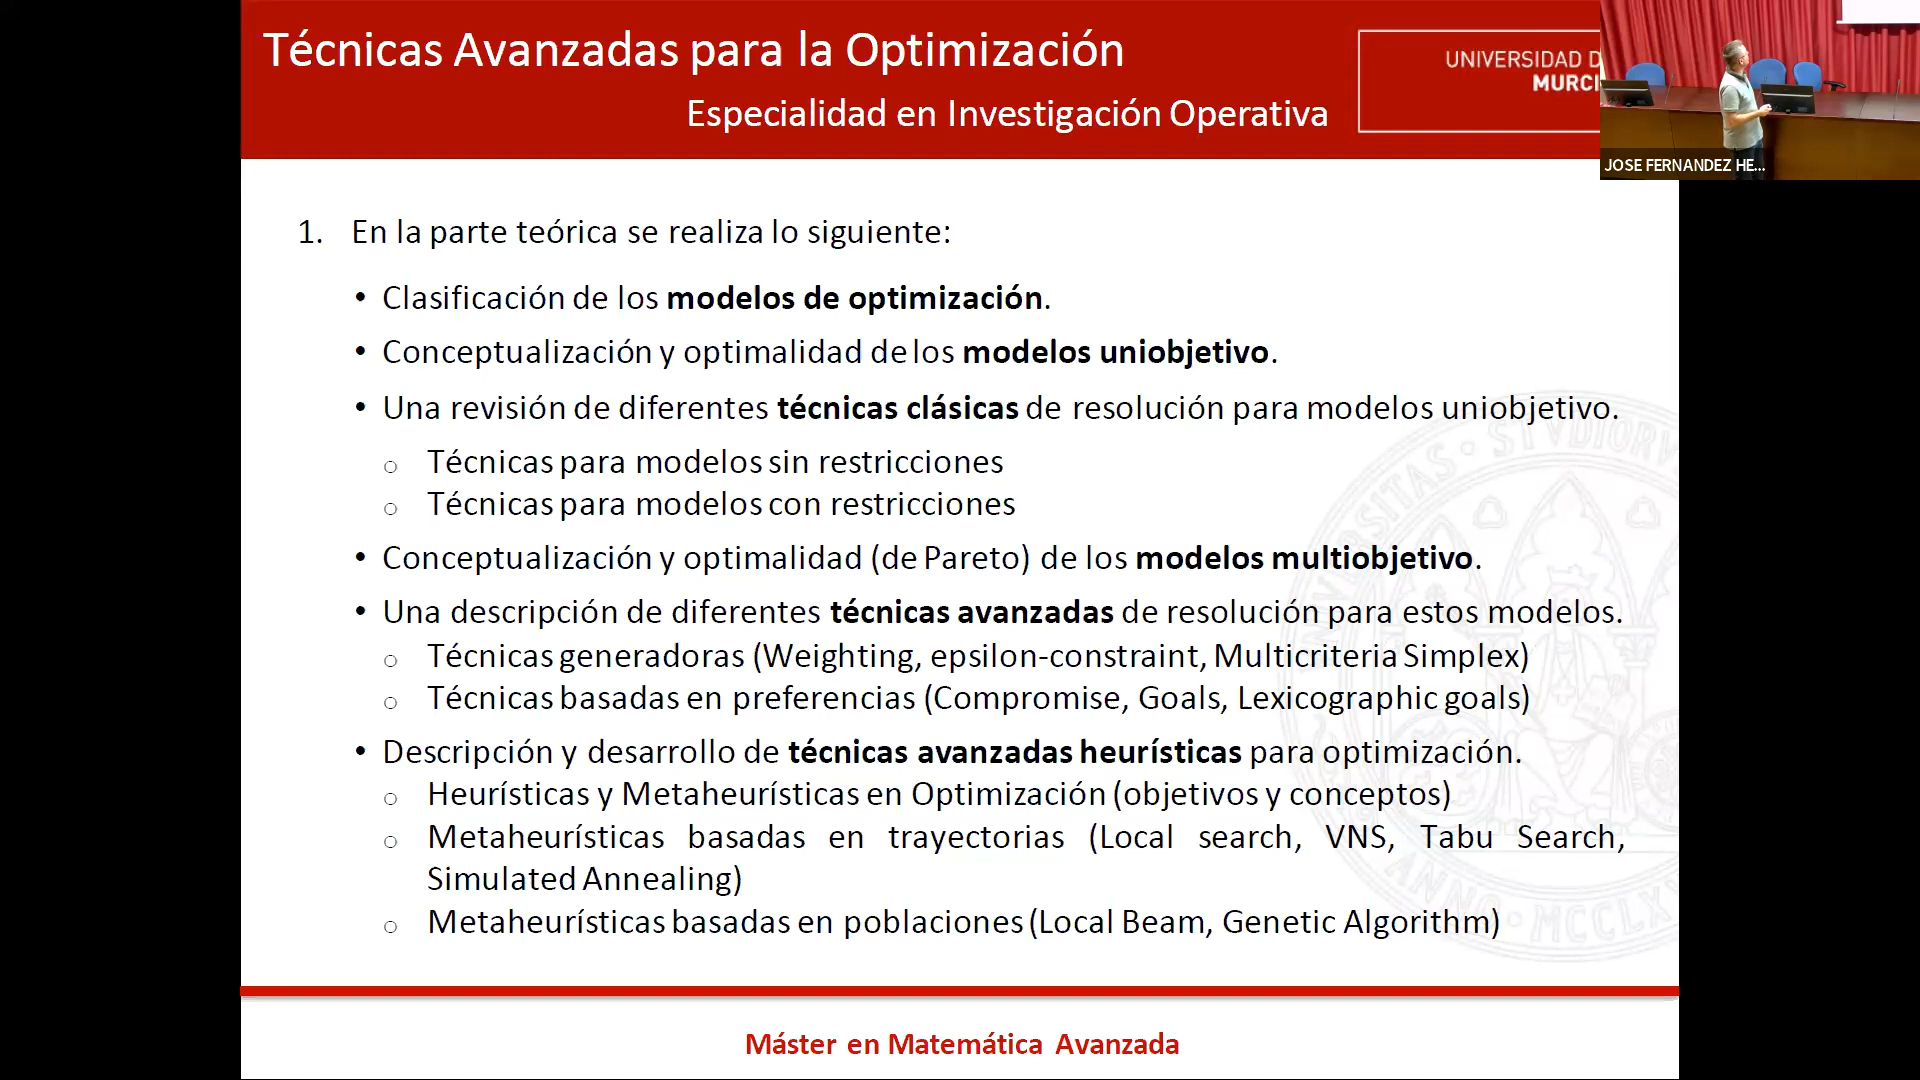 Técnicas Avanzadas para la Optimización
Especialidad en Investigación Operativa
UNIVERSIDAD D
MURCI
JOSE FERNANDEZ HE...
1. En la parte teórica se realiza lo siguiente:
• Clasificación de los modelos de optimización.
• Conceptualización y optimalidad de los modelos uniobjetivo.
• Una revisión de diferentes técnicas clásicas de resolución para modelos uniobjetivo.
o Técnicas para modelos sin restricciones
o Técnicas para modelos con restricciones
• Conceptualización y optimalidad (de Pareto) de los modelos multiobjetivo.
• Una descripción de diferentes técnicas avanzadas de resolución para estos modelos.
o Técnicas generadoras (Weighting, epsilon-constraint, Multicriteria Simplex)
o Técnicas basadas en preferencias (Compromise, Goals, Lexicographic goals)
• Descripción y desarrollo de técnicas avanzadas heurísticas para optimización.
o Heurísticas y Metaheurísticas en Optimización (objetivos y conceptos)
o Metaheurísticas basadas en trayectorias (Local search, VNS, Tabu Search,
Simulated Annealing)
o Metaheurísticas basadas en poblaciones (Local Beam, Genetic Algorithm)
Máster en Matemática Avanzada